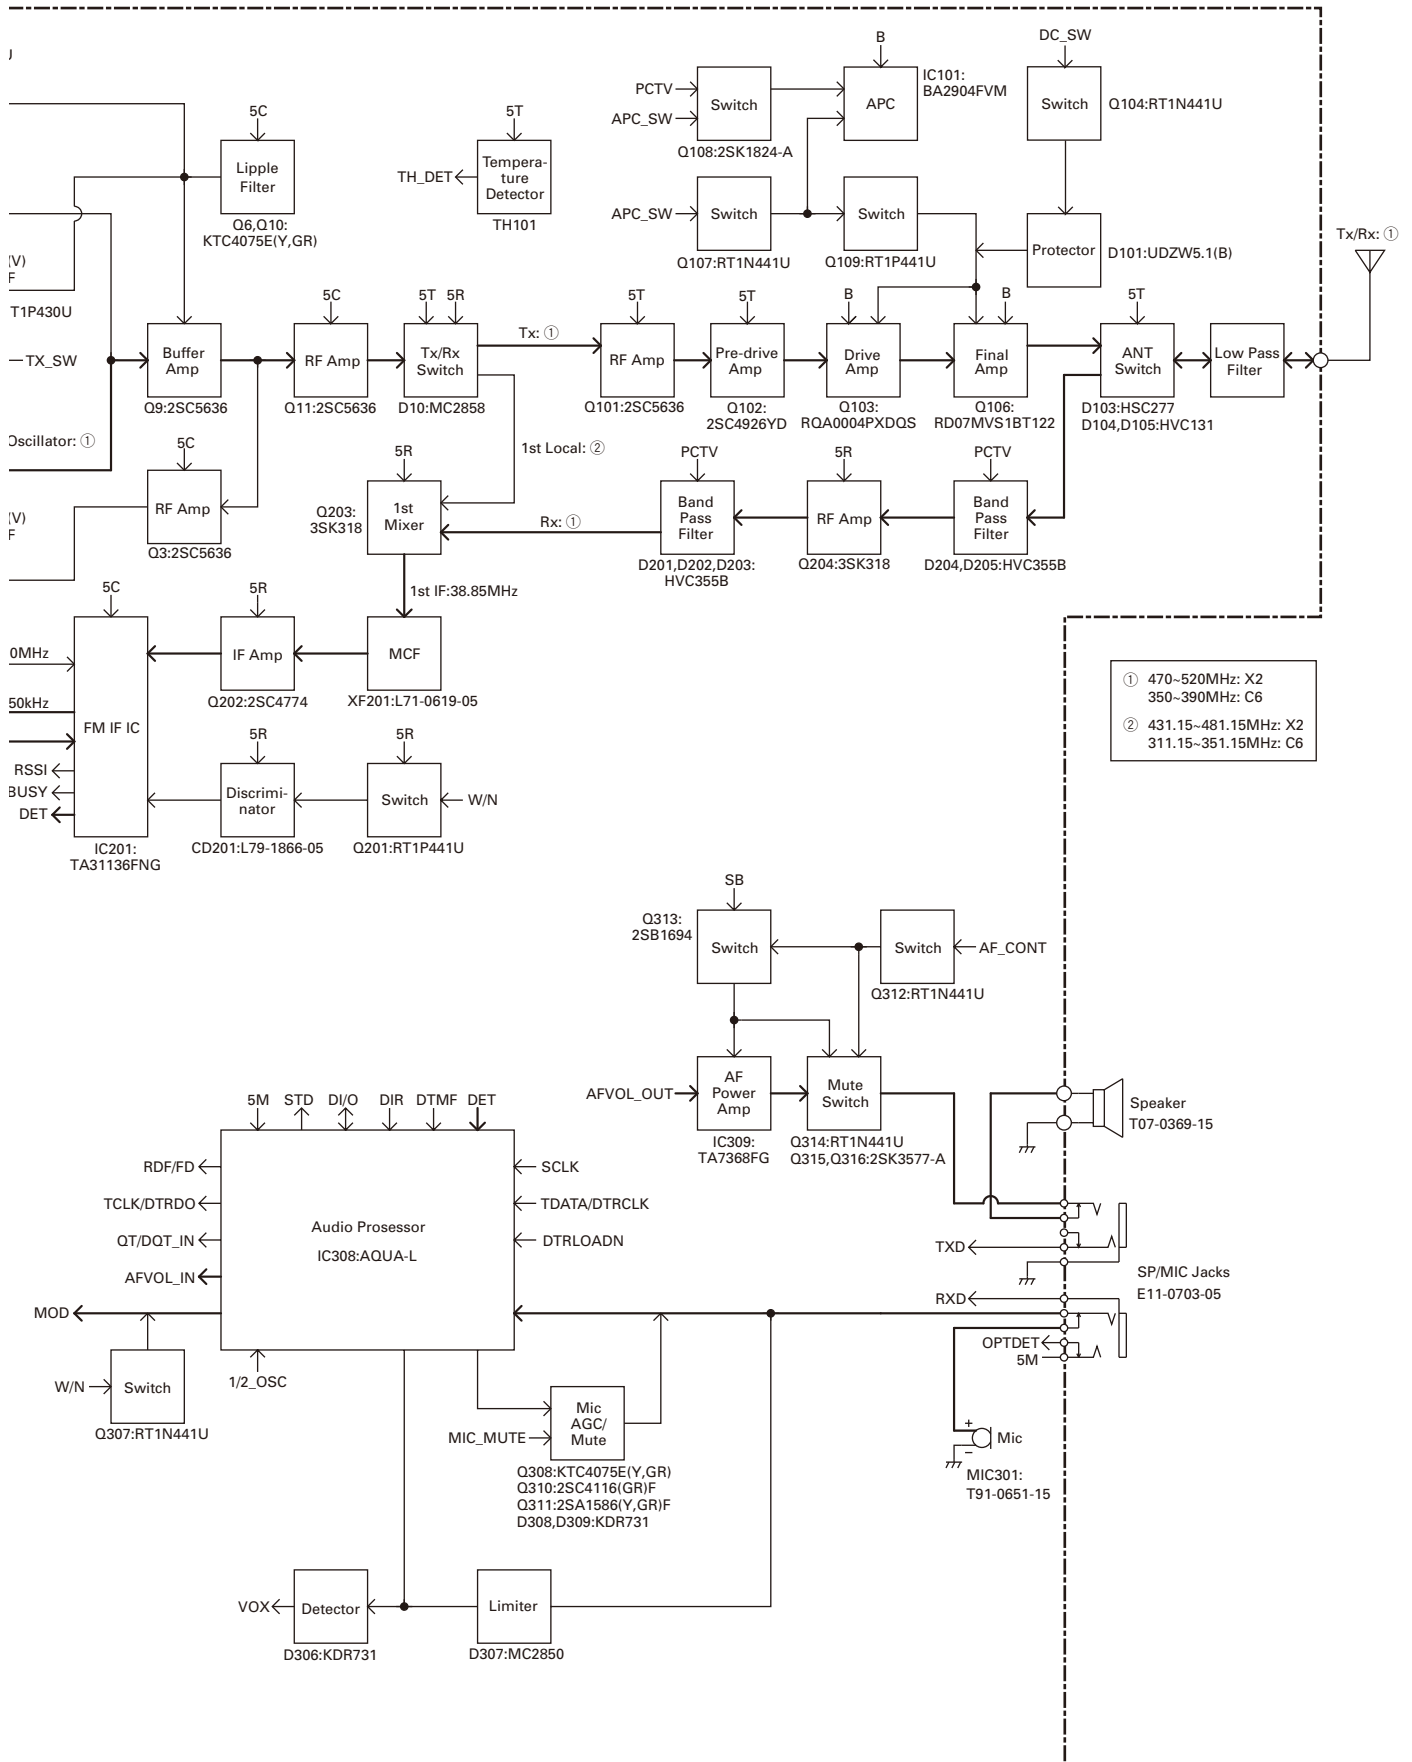 B
DC_SW
PCTV
APC_SW
Switch
Q108:2SK1824-A
APC
IC101:
BA2904FVM
Switch
Q104:RT1N441U
5C
Lipple
Filter
Q6,Q10:
KTC4075E(Y,GR)
5T
TH_DET
Tempera-
ture
Detector
TH101
APC_SW
Switch
Q107:RT1N441U
Switch
Q109:RT1P441U
Protector
D101:UDZW5.1(B)
Tx/Rx: ①
(V)
F
T1P430U
TX_SW
Buffer
Amp
Q9:2SC5636
5C
RF Amp
Q11:2SC5636
5T
5R
Tx/Rx
Switch
D10:MC2858
Tx: ①
5T
RF Amp
Q101:2SC5636
5T
Pre-drive
Amp
Q102:
2SC4926YD
B
Drive
Amp
Q103:
RQA0004PXDQS
B
Final
Amp
Q106:
RD07MVS1BT122
5T
ANT
Switch
D103:HSC277
D104,D105:HVC131
Low Pass
Filter
Oscillator: ①
5C
RF Amp
Q3:2SC5636
(V)
F
1st Local: ②
5R
Q203:
3SK318
1st
Mixer
Rx: ①
PCTV
Band
Pass
Filter
D201,D202,D203:
HVC355B
5R
RF Amp
Q204:3SK318
PCTV
Band
Pass
Filter
D204,D205:HVC355B
1st IF:38.85MHz
5C
0MHz
50kHz
FM IF IC
RSSI
BUSY
DET
IC201:
TA31136FNG
5R
IF Amp
Q202:2SC4774
MCF
XF201:L71-0619-05
5R
Discrimi-
nator
CD201:L79-1866-05
5R
Switch
W/N
Q201:RT1P441U
① 470~520MHz: X2
350~390MHz: C6
② 431.15~481.15MHz: X2
311.15~351.15MHz: C6
SB
Q313:
2SB1694
Switch
Switch
AF_CONT
Q312:RT1N441U
AFVOL_OUT
AF
Power
Amp
IC309:
TA7368FG
Mute
Switch
Q314:RT1N441U
Q315,Q316:2SK3577-A
Speaker
T07-0369-15
5M
STD
DI/O
DIR
DTMF
DET
RDF/FD
TCLK/DTRDO
QT/DQT_IN
AFVOL_IN
MOD
Audio Prosessor
IC308:AQUA-L
SCLK
TDATA/DTRCLK
DTRLOADN
TXD
SP/MIC Jacks
E11-0703-05
RXD
OPTDET
5M
W/N
Switch
Q307:RT1N441U
1/2_OSC
MIC_MUTE
Mic
AGC/
Mute
Q308:KTC4075E(Y,GR)
Q310:2SC4116(GR)F
Q311:2SA1586(Y,GR)F
D308,D309:KDR731
+
−
Mic
MIC301:
T91-0651-15
VOX
Detector
D306:KDR731
Limiter
D307:MC2850